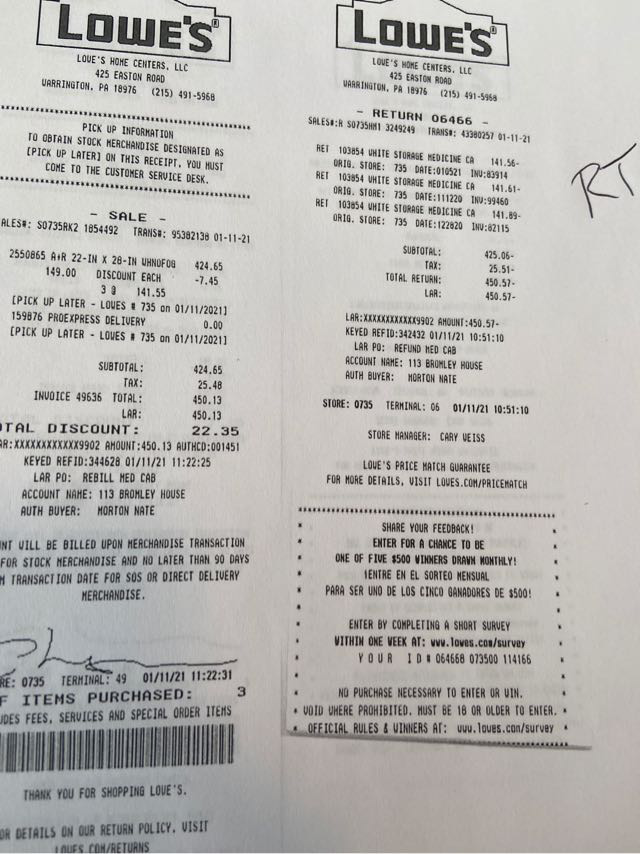 LOWE'S®
LOWE'S HOME CENTERS, LLC
425 EASTON ROAD
WARRINGTON, PA 18976 (215) 491-5968
PICK UP INFORMATION
TO OBTAIN STOCK MERCHANDISE DESIGNATED AS
[PICK UP LATER] ON THIS RECEIPT, YOU MUST
COME TO THE CUSTOMER SERVICE DESK.
- SALE -
ALES#: S0735RK2 1854492 TRANS#: 95382138 01-11-21
2550865 A+R 22-IN X 28-IN WHNOFOG 424.65
149.00 DISCOUNT EACH -7.45
3 @ 141.55
[PICK UP LATER - LOWES # 735 on 01/11/2021]
159876 PROEXPRESS DELIVERY 0.00
[PICK UP LATER - LOWES # 735 on 01/11/2021]
SUBTOTAL: 424.65
TAX: 25.48
INVOICE 49636 TOTAL: 450.13
LAR: 450.13
OTAL DISCOUNT: 22.35
AR:XXXXXXXXXXXX9902 AMOUNT:450.13 AUTHCD:001451
KEYED REFID:344628 01/11/21 11:22:25
LAR PO: REBILL MED CAB
ACCOUNT NAME: 113 BROMLEY HOUSE
AUTH BUYER: MORTON NATE
NT WILL BE BILLED UPON MERCHANDISE TRANSACTION
FOR STOCK MERCHANDISE AND NO LATER THAN 90 DAYS
M TRANSACTION DATE FOR SOS OR DIRECT DELIVERY
MERCHANDISE.
RE: 0735 TERMINAL: 49 01/11/21 11:22:31
F ITEMS PURCHASED: 3
DES FEES, SERVICES AND SPECIAL ORDER ITEMS
THANK YOU FOR SHOPPING LOWE'S.
OR DETAILS ON OUR RETURN POLICY, VISIT
LOWES.COM/RETURNS
LOWE'S®
LOWE'S HOME CENTERS, LLC
425 EASTON ROAD
WARRINGTON, PA 18976 (215) 491-5968
- RETURN 06466 -
SALES#:R S0735HM1 3249249 TRANS#: 43380257 01-11-21
RET 103854 WHITE STORAGE MEDICINE CA 141.56-
ORIG. STORE: 735 DATE:010521 INV:83914
RET 103854 WHITE STORAGE MEDICINE CA 141.61-
ORIG. STORE: 735 DATE:111220 INV:99460
RET 103854 WHITE STORAGE MEDICINE CA 141.89-
ORIG. STORE: 735 DATE:122820 INV:82115
SUBTOTAL: 425.06-
TAX: 25.51-
TOTAL RETURN: 450.57-
LAR: 450.57-
LAR:XXXXXXXXXXXX9902 AMOUNT:450.57-
KEYED REFID:342432 01/11/21 10:51:10
LAR PO: REFUND MED CAB
ACCOUNT NAME: 113 BROMLEY HOUSE
AUTH BUYER: MORTON NATE
STORE: 0735 TERMINAL: 06 01/11/21 10:51:10
STORE MANAGER: CARY WEISS
LOWE'S PRICE MATCH GUARANTEE
FOR MORE DETAILS, VISIT LOWES.COM/PRICEMATCH
SHARE YOUR FEEDBACK!
ENTER FOR A CHANCE TO BE
ONE OF FIVE $500 WINNERS DRAWN MONTHLY!
¡ENTRE EN EL SORTEO MENSUAL
PARA SER UNO DE LOS CINCO GANADORES DE $500!
ENTER BY COMPLETING A SHORT SURVEY
WITHIN ONE WEEK AT: www.lowes.com/survey
Y O U R I D # 064668 073500 114166
NO PURCHASE NECESSARY TO ENTER OR WIN.
VOID WHERE PROHIBITED. MUST BE 18 OR OLDER TO ENTER.
OFFICIAL RULES & WINNERS AT: www.lowes.com/survey
RT